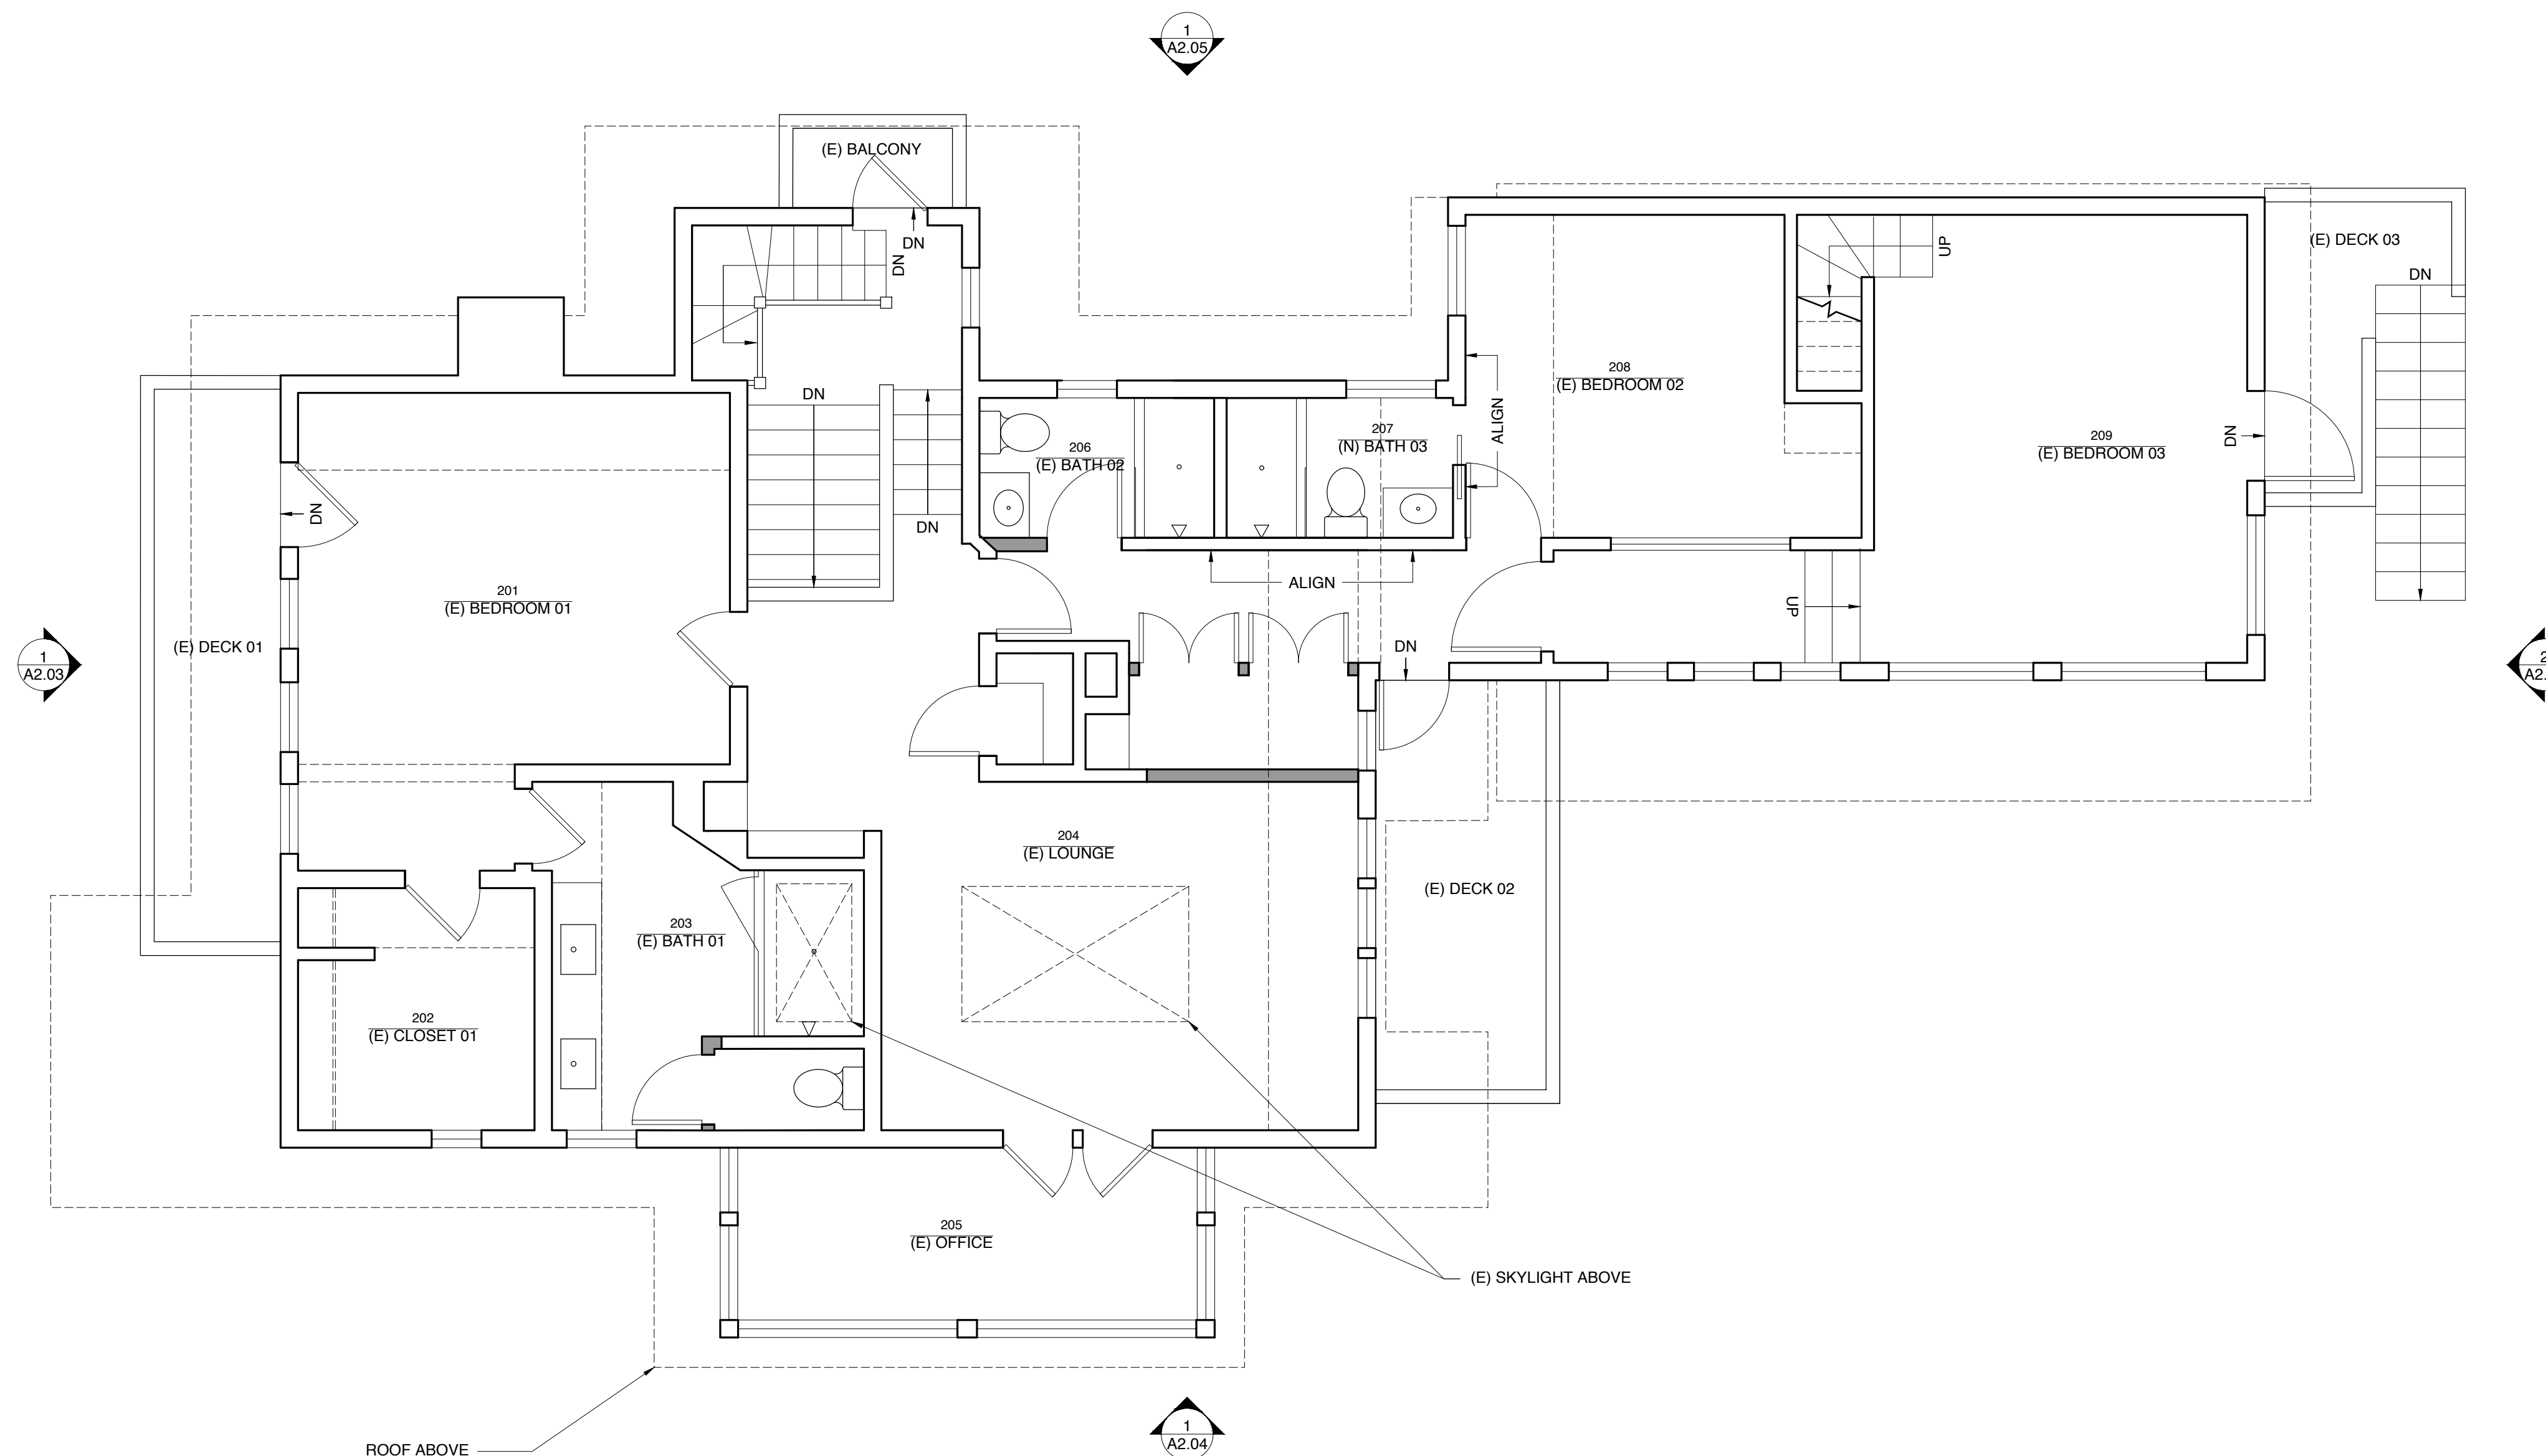 1
A2.05
(E) BALCONY
DN
DN
UP
(E) DECK 03
DN
208
(E) BEDROOM 02
DN
ALIGN
207
(N) BATH 03
206
(E) BATH 02
209
(E) BEDROOM 03
DN
DN
DN
ALIGN
201
(E) BEDROOM 01
UP
(E) DECK 01
DN
1
A2.03
2
204
(E) LOUNGE
(E) DECK 02
203
(E) BATH 01
202
(E) CLOSET 01
205
(E) OFFICE
(E) SKYLIGHT ABOVE
ROOF ABOVE
1
A2.04